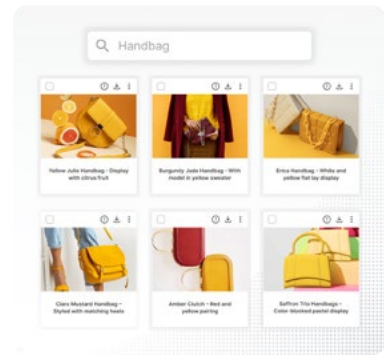 Handbag
Yellow Julie Handbag - Display
with citrus fruit
Burgundy Juda Handbag - With
model in yellow sweater
Erica Handbag - White and
yellow flat lay display
Clara Mustard Handbag -
Styled with matching heels
Amber Clutch - Red and
yellow pairing
Saffron Trio Handbags -
Color-blocked pastel display